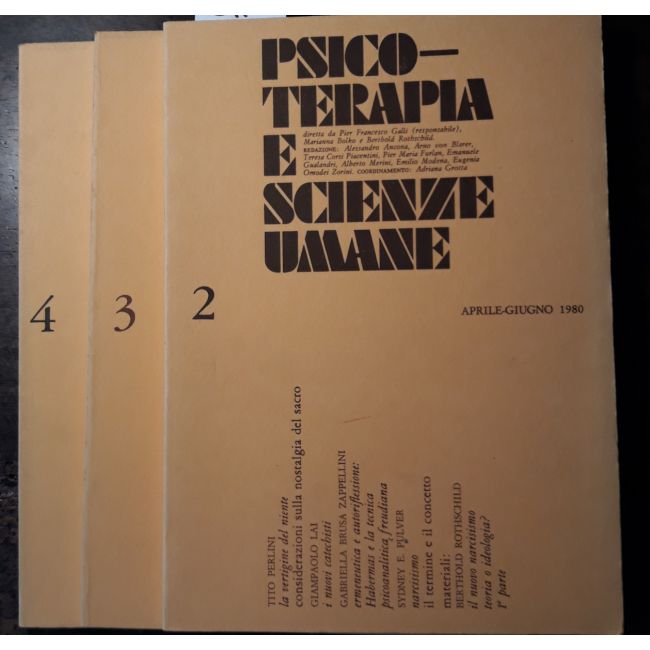 PSICO-
TERAPIA
diretta da Pier Francesco Galli (responsabile),
Marianna Bolko e Berthold Rothschild.
REDAZIONE: Alessandro Ancona, Arno von Blarer,
Teresa Corsi Piacentini, Pier Maria Furlan, Emanuele
Gualandri, Alberto Merini, Emilio Modena, Eugenia
Omodei Zorini. COORDINAMENTO: Adriana Grotta
E
SCIENZE
UMANE
4
3
2
APRILE-GIUGNO 1980
TITO PERLINI
la vertigine del niente
considerazioni sulla nostalgia del sacro
GIAMPAOLO LAI
i nuovi catechisti
GABRIELLA BRUSA ZAPPELLINI
ermeneutica e autoriflessione:
Habermas e la tecnica
psicoanalitica freudiana
SYDNEY E. PULVER
narcisismo
il termine e il concetto
materiali:
BERTHOLD ROTHSCHILD
il nuovo narcisismo
teoria o ideologia?
1ª parte